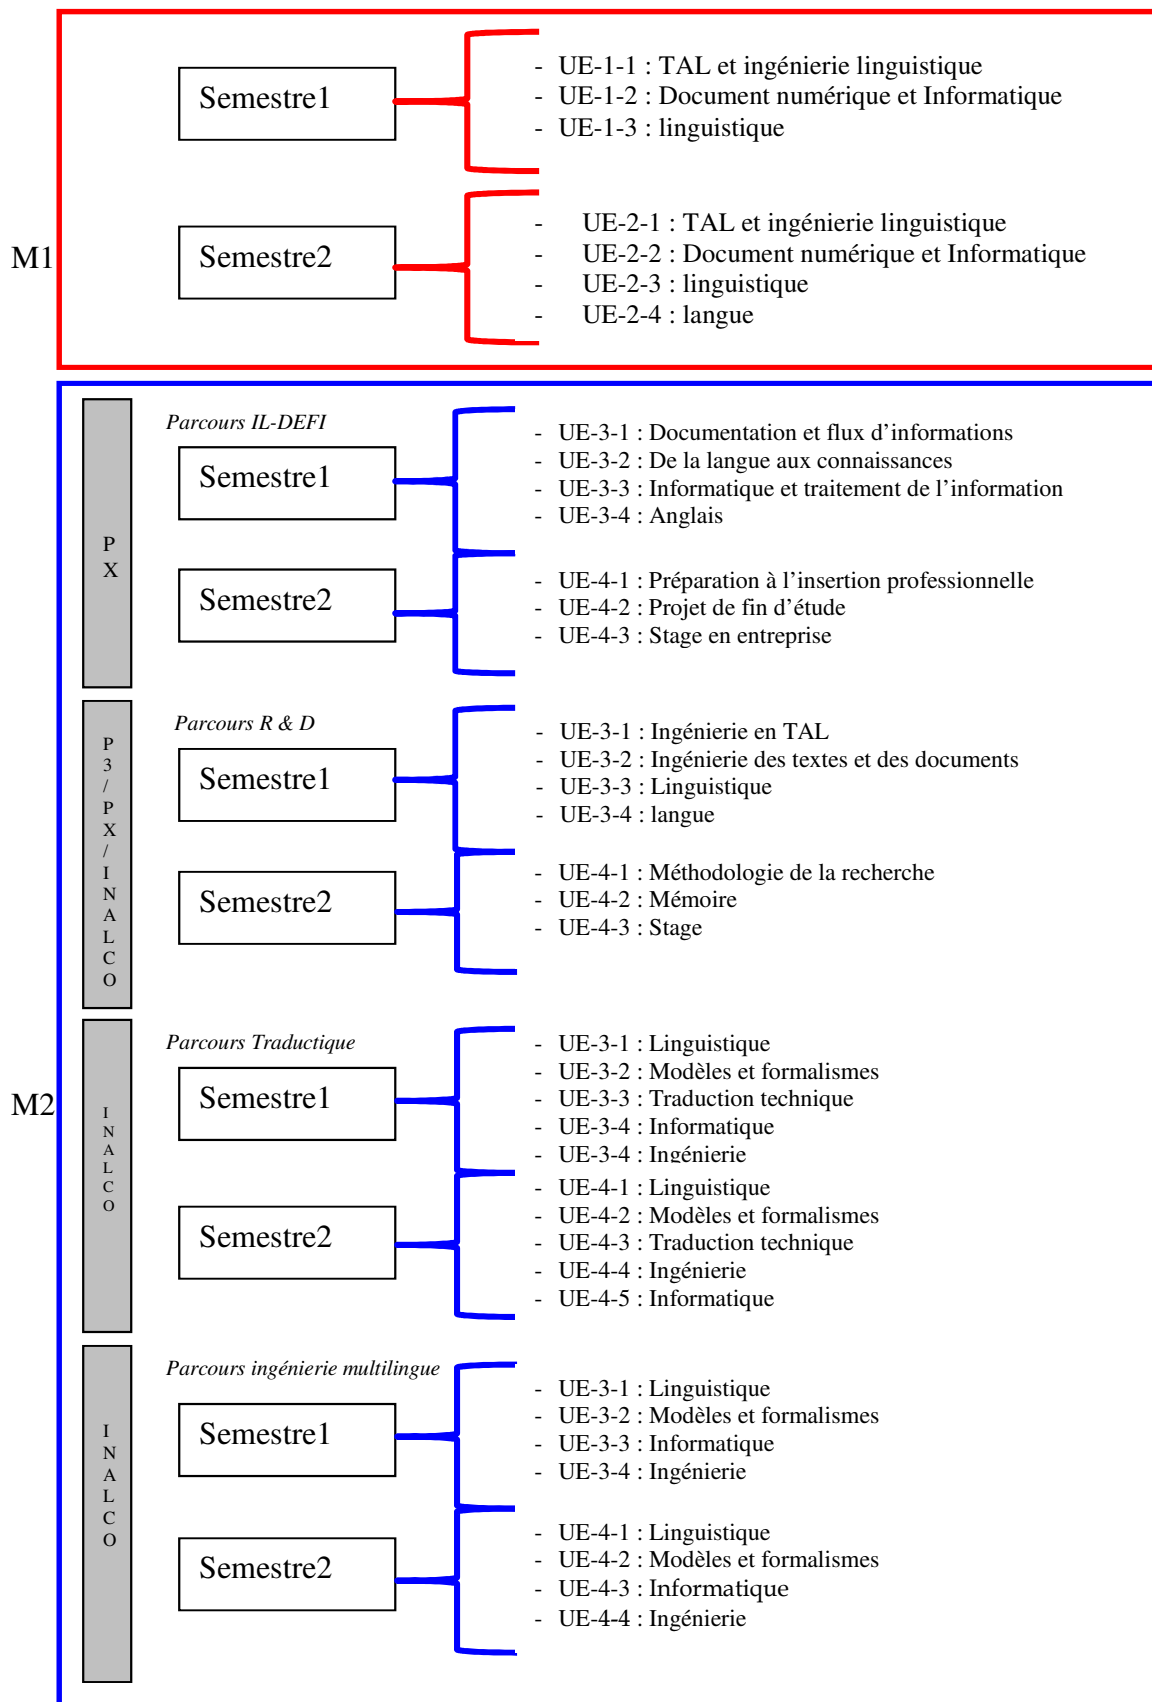 M1
Semestre1
- UE-1-1 : TAL et ingénierie linguistique
- UE-1-2 : Document numérique et Informatique
- UE-1-3 : linguistique
Semestre2
- UE-2-1 : TAL et ingénierie linguistique
- UE-2-2 : Document numérique et Informatique
- UE-2-3 : linguistique
- UE-2-4 : langue
M2
PX
Parcours IL-DEFI
Semestre1
- UE-3-1 : Documentation et flux d’informations
- UE-3-2 : De la langue aux connaissances
- UE-3-3 : Informatique et traitement de l’information
- UE-3-4 : Anglais
Semestre2
- UE-4-1 : Préparation à l’insertion professionnelle
- UE-4-2 : Projet de fin d’étude
- UE-4-3 : Stage en entreprise
P3/PX/INALCO
Parcours R & D
Semestre1
- UE-3-1 : Ingénierie en TAL
- UE-3-2 : Ingénierie des textes et des documents
- UE-3-3 : Linguistique
- UE-3-4 : langue
Semestre2
- UE-4-1 : Méthodologie de la recherche
- UE-4-2 : Mémoire
- UE-4-3 : Stage
INALCO
Parcours Traductique
Semestre1
- UE-3-1 : Linguistique
- UE-3-2 : Modèles et formalismes
- UE-3-3 : Traduction technique
- UE-3-4 : Informatique
- UE-3-4 : Ingénierie
Semestre2
- UE-4-1 : Linguistique
- UE-4-2 : Modèles et formalismes
- UE-4-3 : Traduction technique
- UE-4-4 : Ingénierie
- UE-4-5 : Informatique
INALCO
Parcours ingénierie multilingue
Semestre1
- UE-3-1 : Linguistique
- UE-3-2 : Modèles et formalismes
- UE-3-3 : Informatique
- UE-3-4 : Ingénierie
Semestre2
- UE-4-1 : Linguistique
- UE-4-2 : Modèles et formalismes
- UE-4-3 : Informatique
- UE-4-4 : Ingénierie